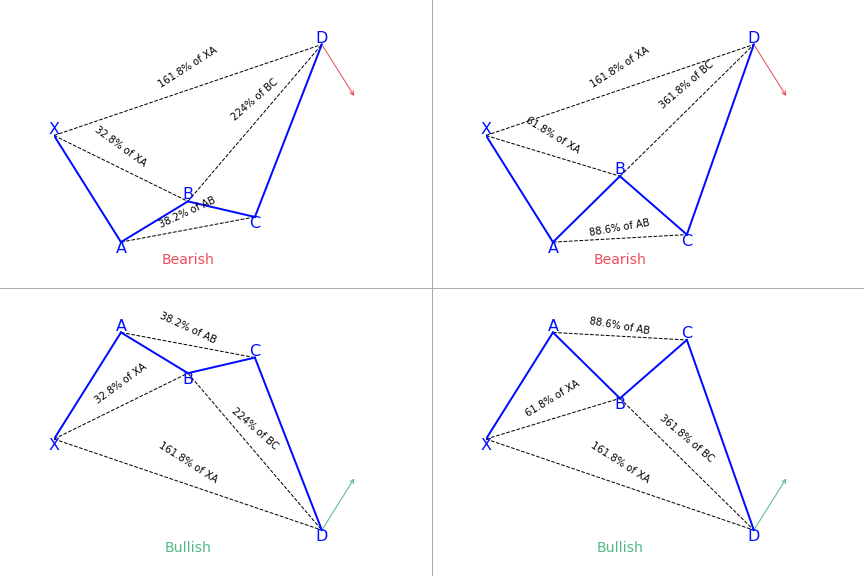 D
161.8% of XA
224% of BC
X
32.8% of XA
B
38.2% of AB
C
A
Bearish
D
161.8% of XA
361.8% of BC
X
61.8% of XA
B
88.6% of AB
A
C
Bearish
A
38.2% of AB
C
B
32.8% of XA
224% of BC
X
161.8% of XA
D
Bullish
A
88.6% of AB
C
61.8% of XA
B
361.8% of BC
X
161.8% of XA
D
Bullish